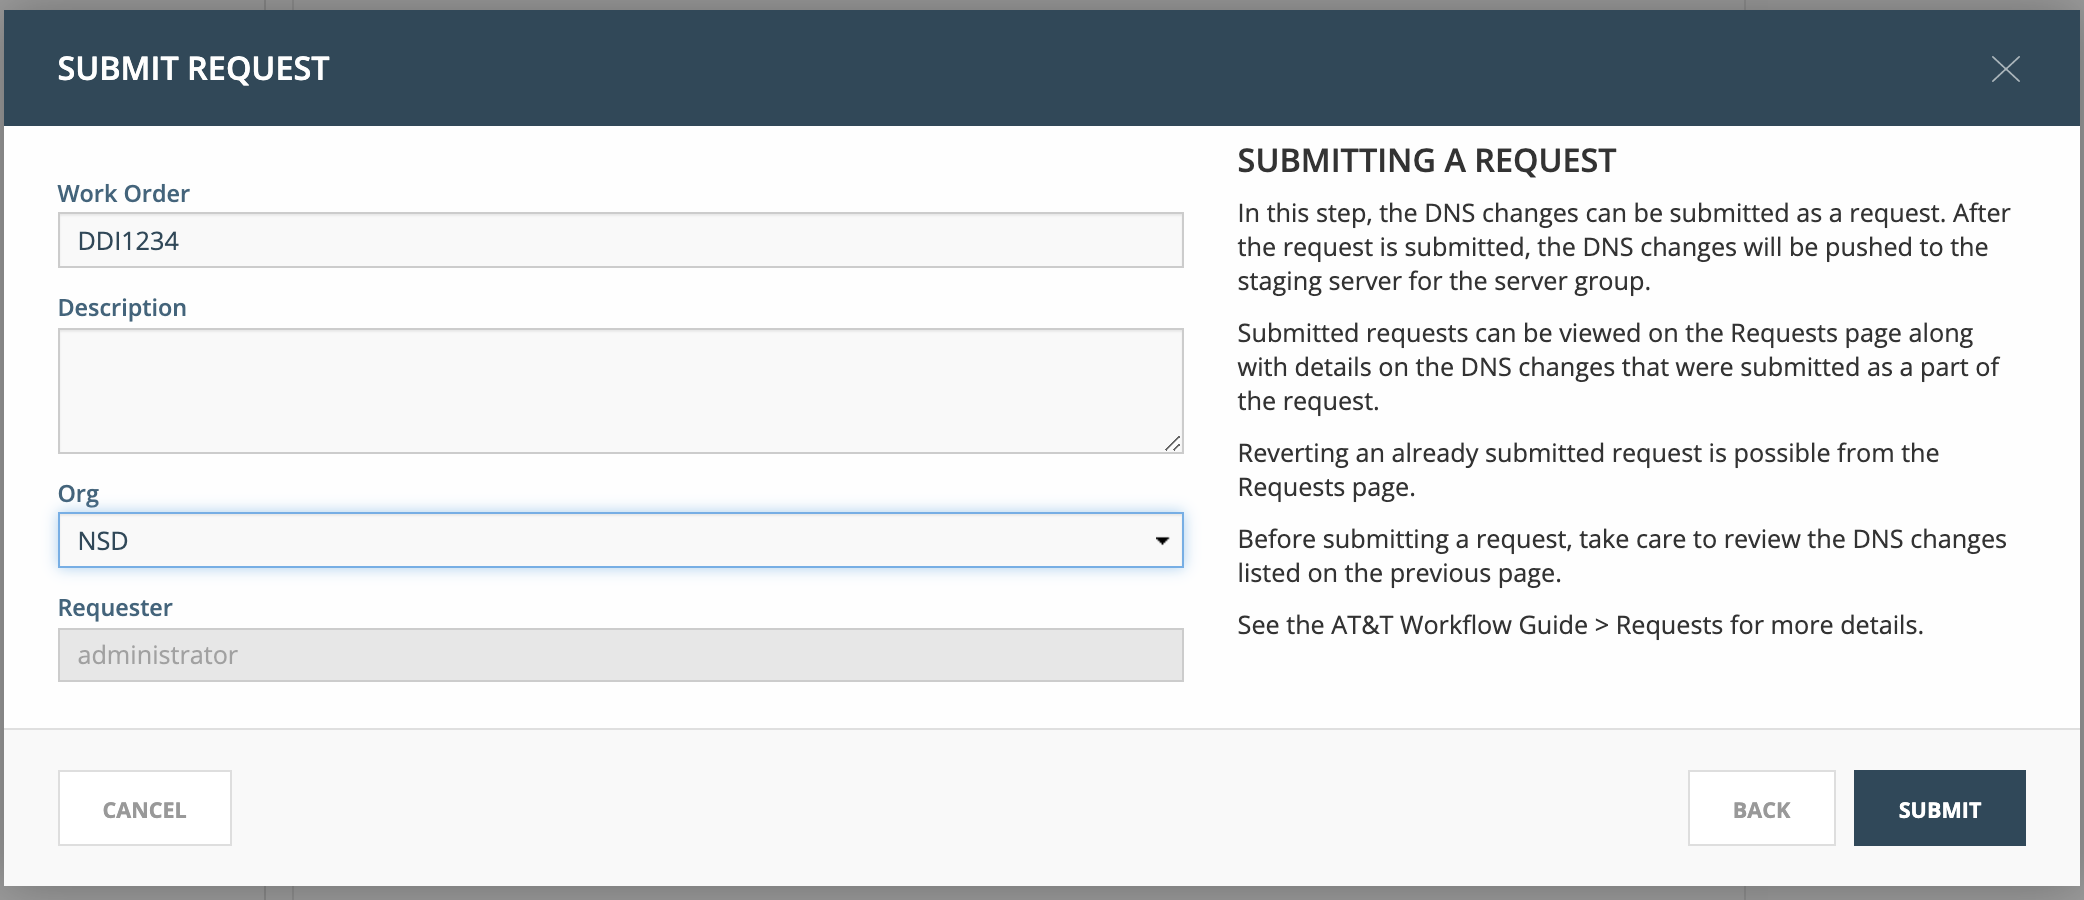 SUBMIT REQUEST
Work Order
DDI1234
Description
Org
NSD
Requester
administrator
SUBMITTING A REQUEST
In this step, the DNS changes can be submitted as a request. After
the request is submitted, the DNS changes will be pushed to the
staging server for the server group.
Submitted requests can be viewed on the Requests page along
with details on the DNS changes that were submitted as a part of
the request.
Reverting an already submitted request is possible from the
Requests page.
Before submitting a request, take care to review the DNS changes
listed on the previous page.
See the AT&T Workflow Guide > Requests for more details.
CANCEL
BACK
SUBMIT